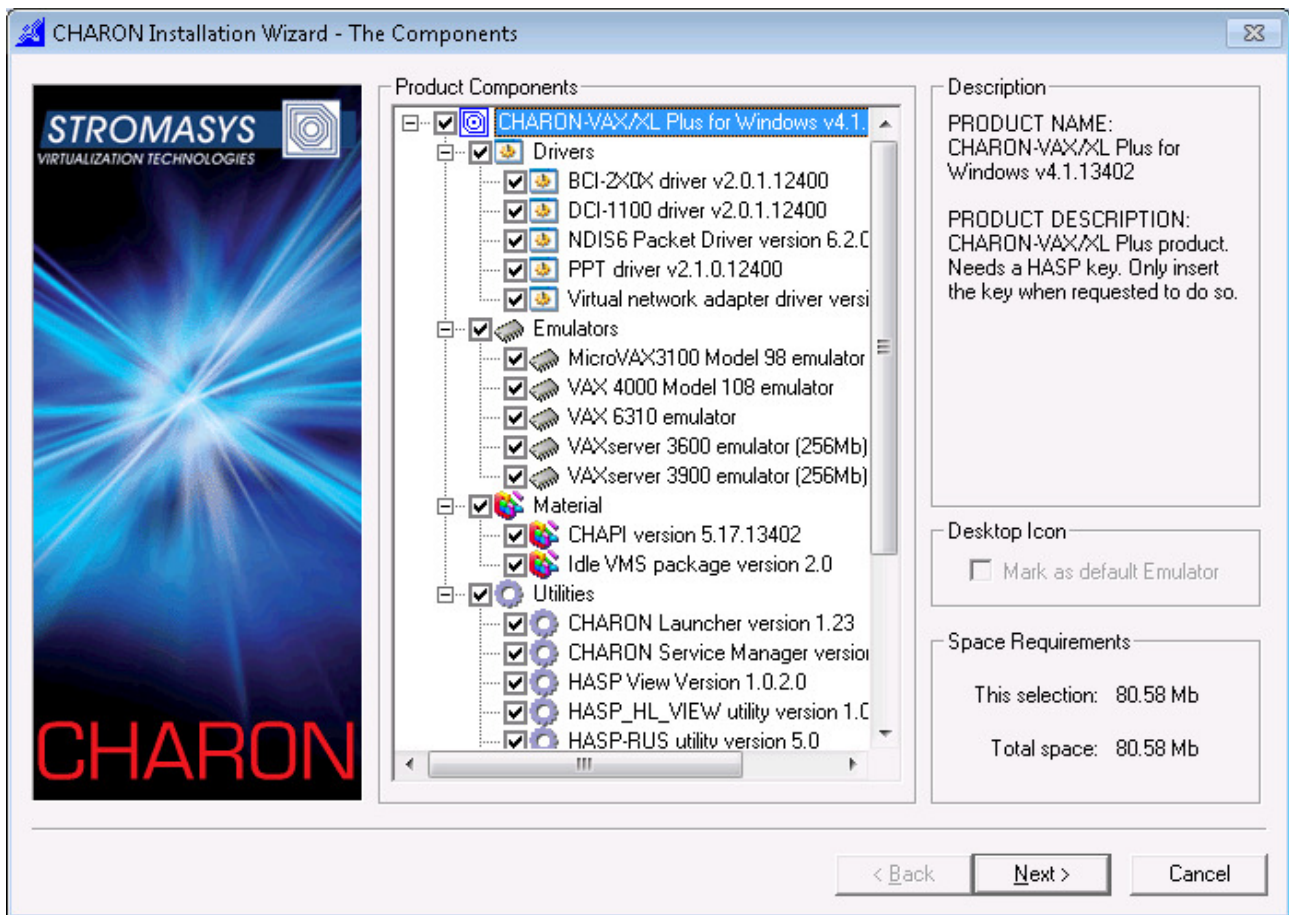 CHARON Installation Wizard - The Components
STROMASYS
VIRTUALIZATION TECHNOLOGIES
CHARON
Product Components
CHARON-VAX/XL Plus for Windows v4.1.
Drivers
BCI-2X0X driver v2.0.1.12400
DCI-1100 driver v2.0.1.12400
NDIS6 Packet Driver version 6.2.0
PPT driver v2.1.0.12400
Virtual network adapter driver versi
Emulators
MicroVAX3100 Model 98 emulator
VAX 4000 Model 108 emulator
VAX 6310 emulator
VAXserver 3600 emulator (256Mb)
VAXserver 3900 emulator (256Mb)
Material
CHAPI version 5.17.13402
Idle VMS package version 2.0
Utilities
CHARON Launcher version 1.23
CHARON Service Manager version
HASP View Version 1.0.2.0
HASP_HL_VIEW utility version 1.0
HASP-RUS utility version 5.0
Description
PRODUCT NAME:
CHARON-VAX/XL Plus for
Windows v4.1.13402
PRODUCT DESCRIPTION:
CHARON-VAX/XL Plus product.
Needs a HASP key. Only insert
the key when requested to do so.
Desktop Icon
Mark as default Emulator
Space Requirements
This selection: 80.58 Mb
Total space: 80.58 Mb
< Back
Next >
Cancel